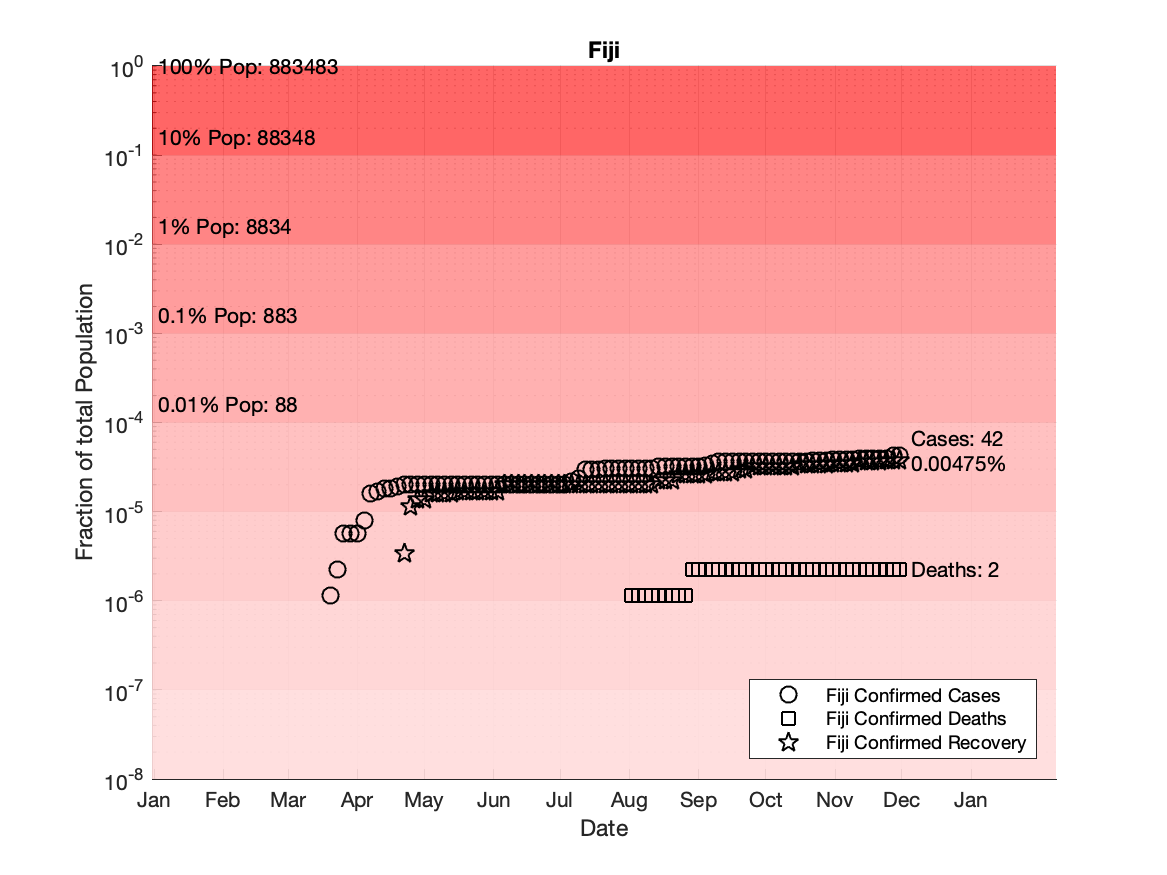 Fiji
10^0
100% Pop: 883483
10% Pop: 88348
10^-1
1% Pop: 8834
10^-2
0.1% Pop: 883
10^-3
0.01% Pop: 88
10^-4
Cases: 42
0.00475%
10^-5
Deaths: 2
10^-6
10^-7
10^-8
Fraction of total Population
Fiji Confirmed Cases
Fiji Confirmed Deaths
Fiji Confirmed Recovery
Jan Feb Mar Apr May Jun Jul Aug Sep Oct Nov Dec Jan
Date